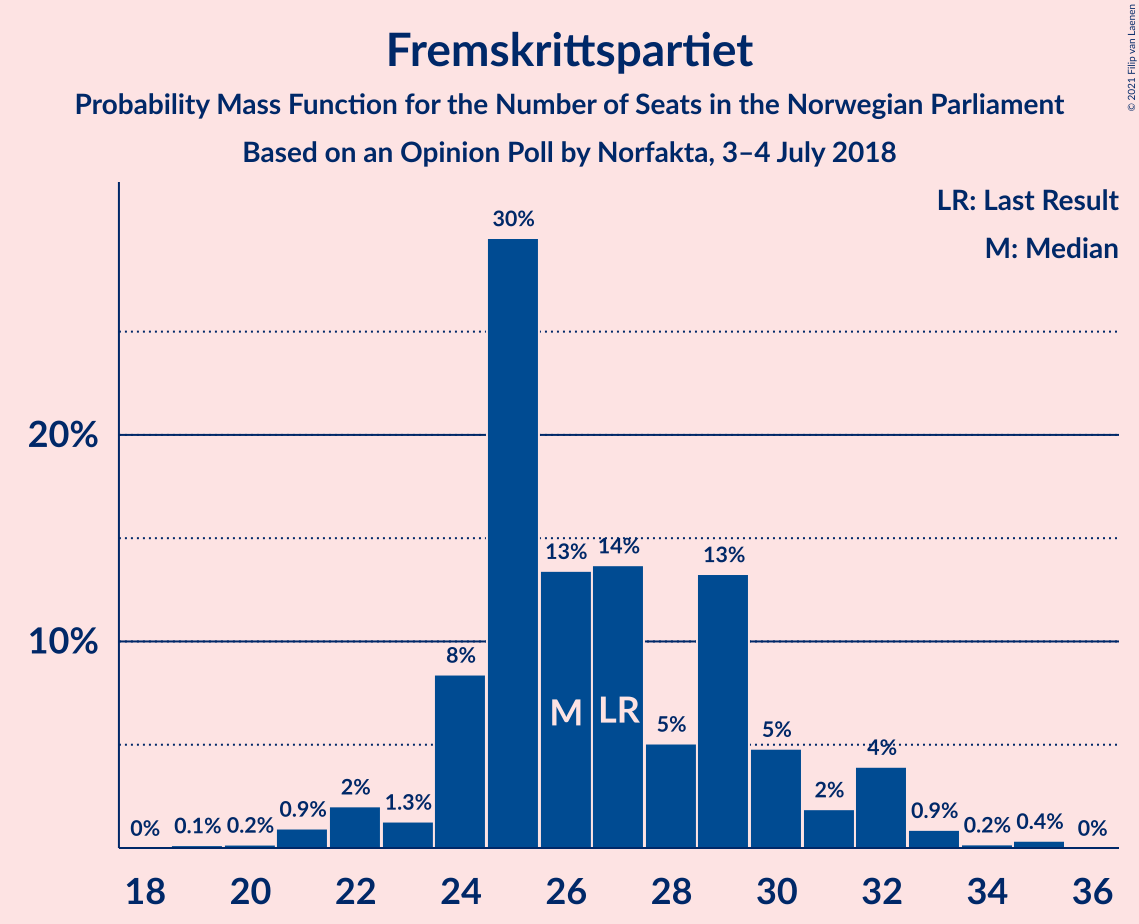 Fremskrittspartiet
Probability Mass Function for the Number of Seats in the Norwegian Parliament
Based on an Opinion Poll by Norfakta, 3–4 July 2018
© 2021 Filip van Laenen
LR: Last Result
M: Median
20%
10%
0%
0.1%
0.2%
0.9%
2%
1.3%
8%
30%
13%
14%
5%
13%
5%
2%
4%
0.9%
0.2%
0.4%
0%
M
LR
18 20 22 24 26 28 30 32 34 36